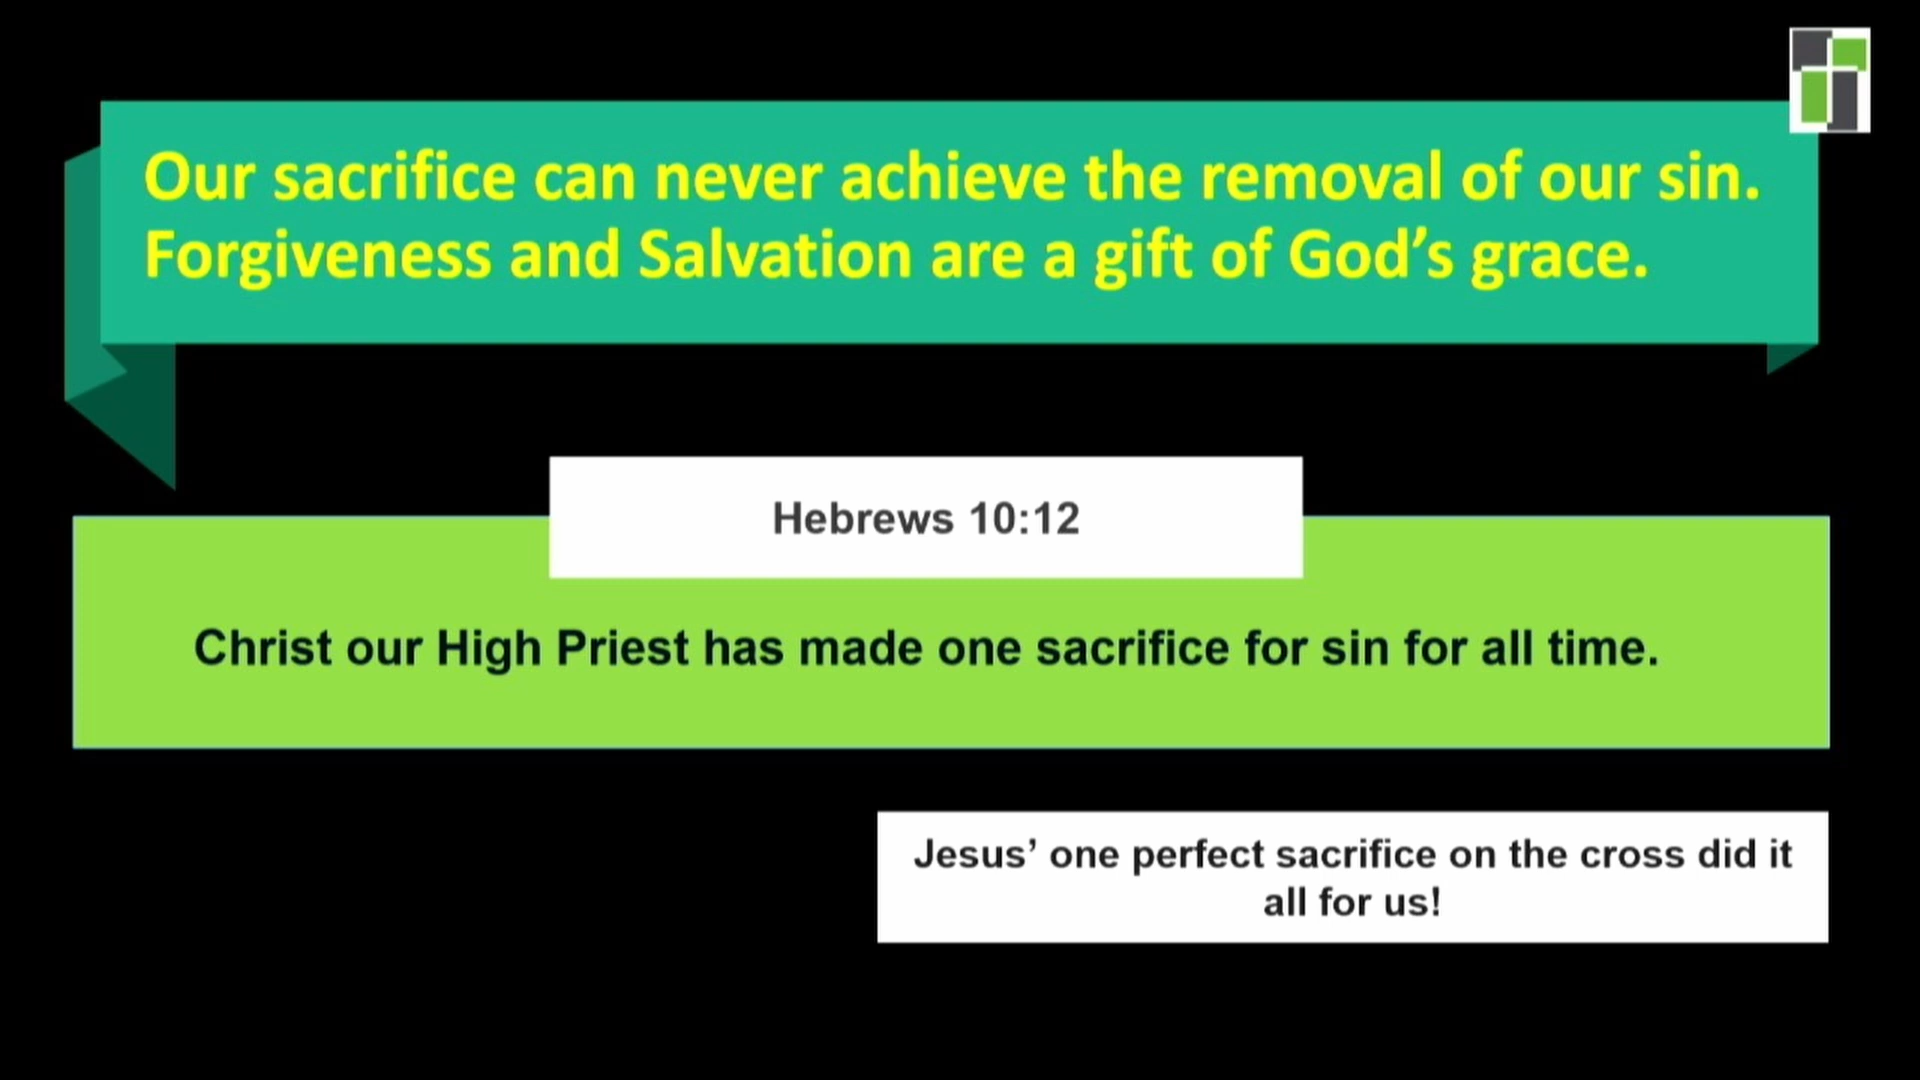 Our sacrifice can never achieve the removal of our sin.
Forgiveness and Salvation are a gift of God’s grace.
Hebrews 10:12
Christ our High Priest has made one sacrifice for sin for all time.
Jesus’ one perfect sacrifice on the cross did it
all for us!